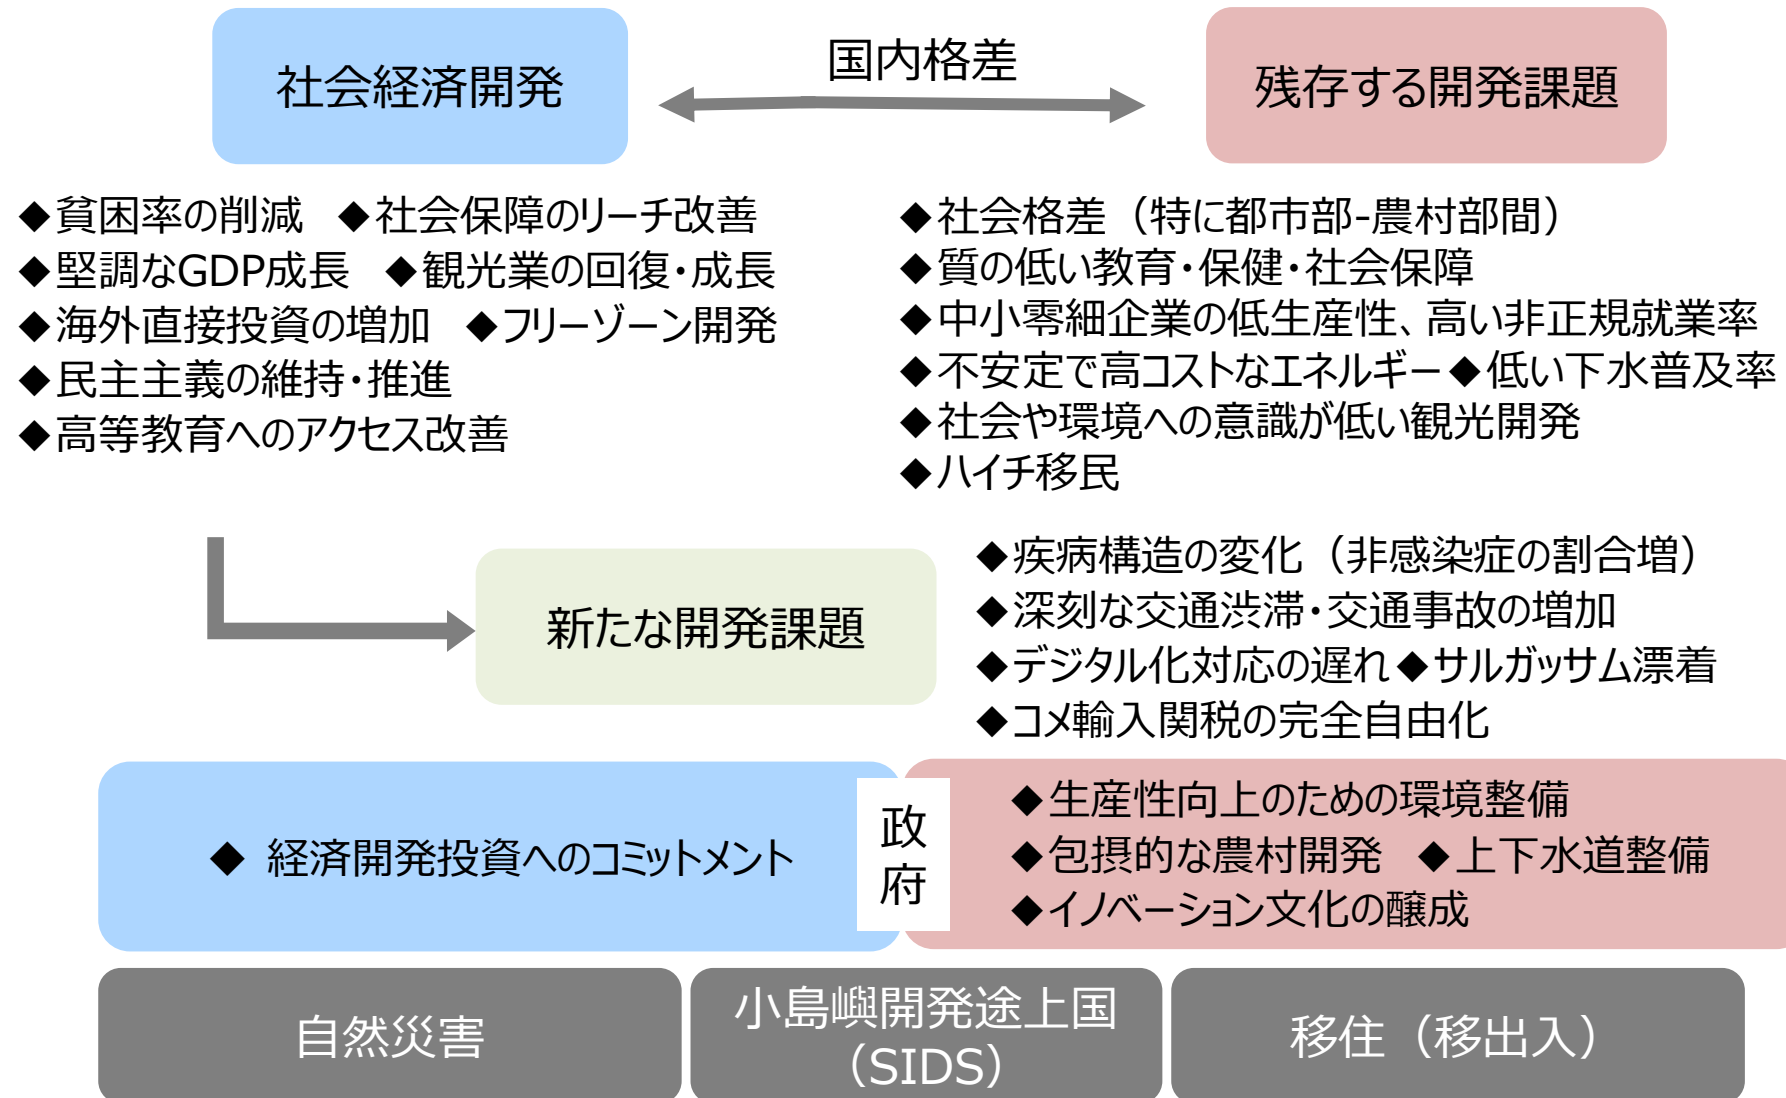 社会経済開発
国内格差
残存する開発課題
◆貧困率の削減　◆社会保障のリーチ改善
◆堅調なGDP成長　◆観光業の回復・成長
◆海外直接投資の増加　◆フリーゾーン開発
◆民主主義の維持・推進
◆高等教育へのアクセス改善
◆社会格差（特に都市部-農村部間）
◆質の低い教育・保健・社会保障
◆中小零細企業の低生産性、高い非正規就業率
◆不安定で高コストなエネルギー◆低い下水普及率
◆社会や環境への意識が低い観光開発
◆ハイチ移民
新たな開発課題
◆疾病構造の変化（非感染症の割合増）
◆深刻な交通渋滞・交通事故の増加
◆デジタル化対応の遅れ◆サルガッサム漂着
◆コメ輸入関税の完全自由化
◆ 経済開発投資へのコミットメント
政
府
◆生産性向上のための環境整備
◆包摂的な農村開発　◆上下水道整備
◆イノベーション文化の醸成
自然災害
小島嶼開発途上国
（SIDS）
移住（移出入）